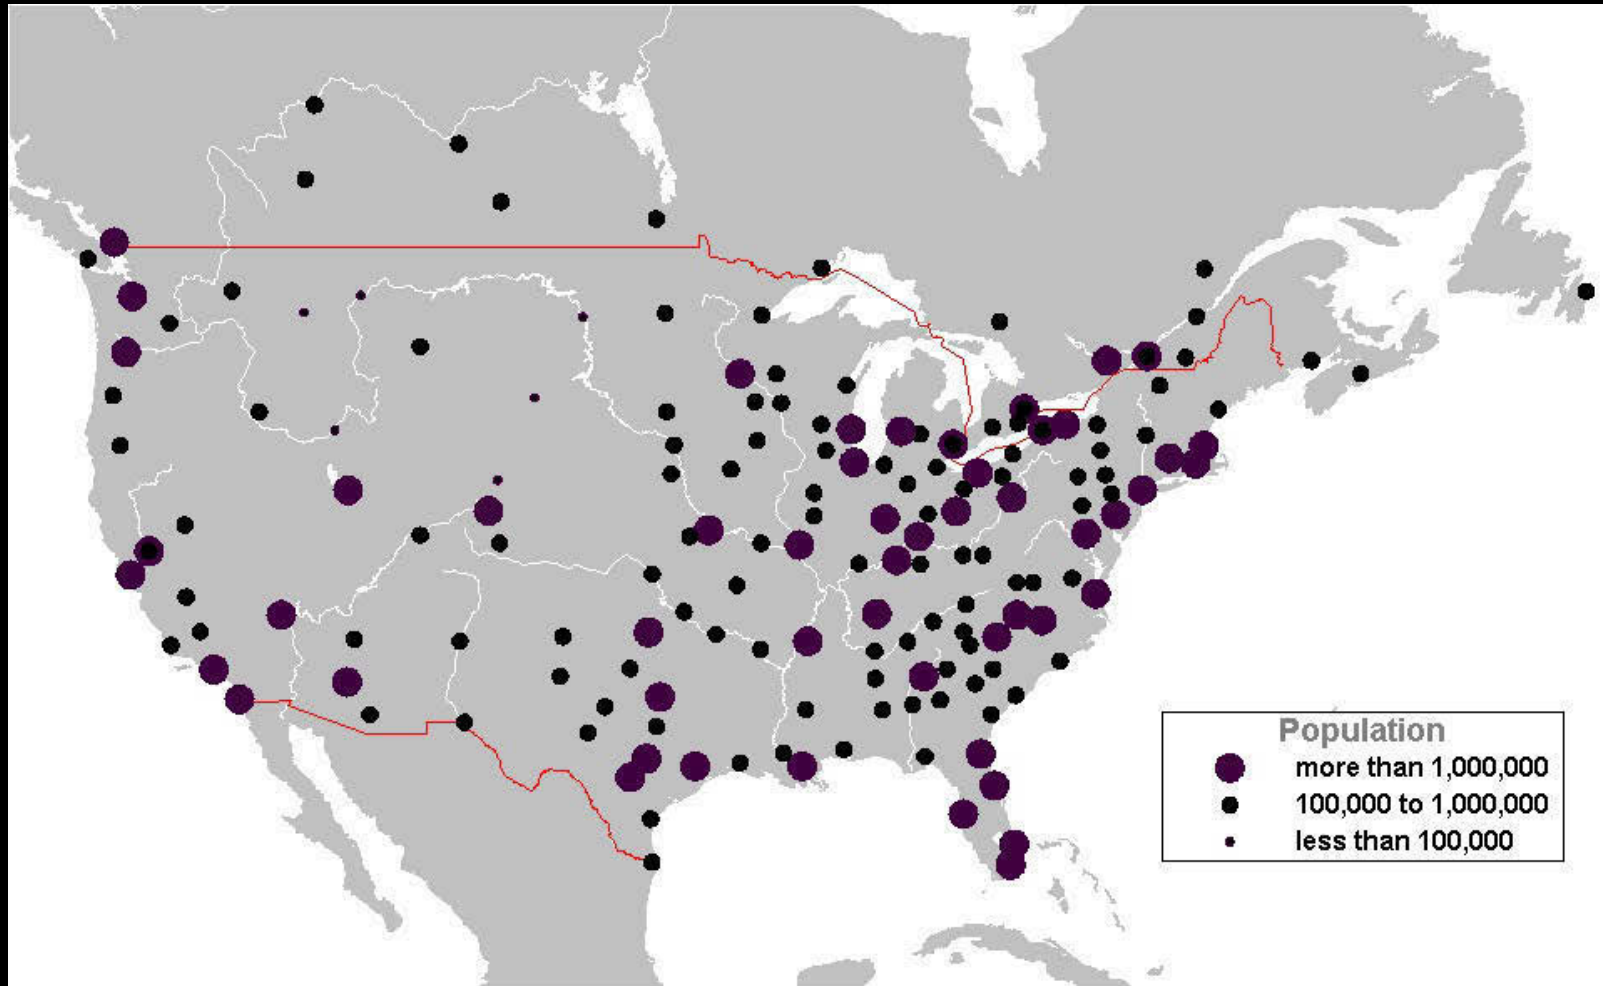 Population
more than 1,000,000
100,000 to 1,000,000
less than 100,000